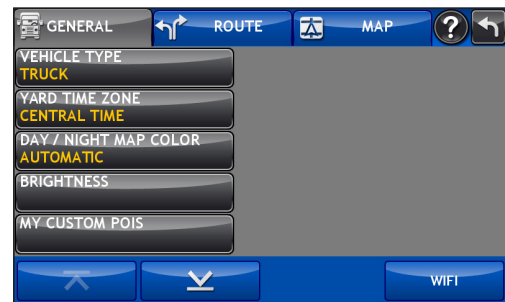 GENERAL ROUTE MAP ?
VEHICLE TYPE
TRUCK
YARD TIME ZONE
CENTRAL TIME
DAY / NIGHT MAP COLOR
AUTOMATIC
BRIGHTNESS
MY CUSTOM POIS
WIFI